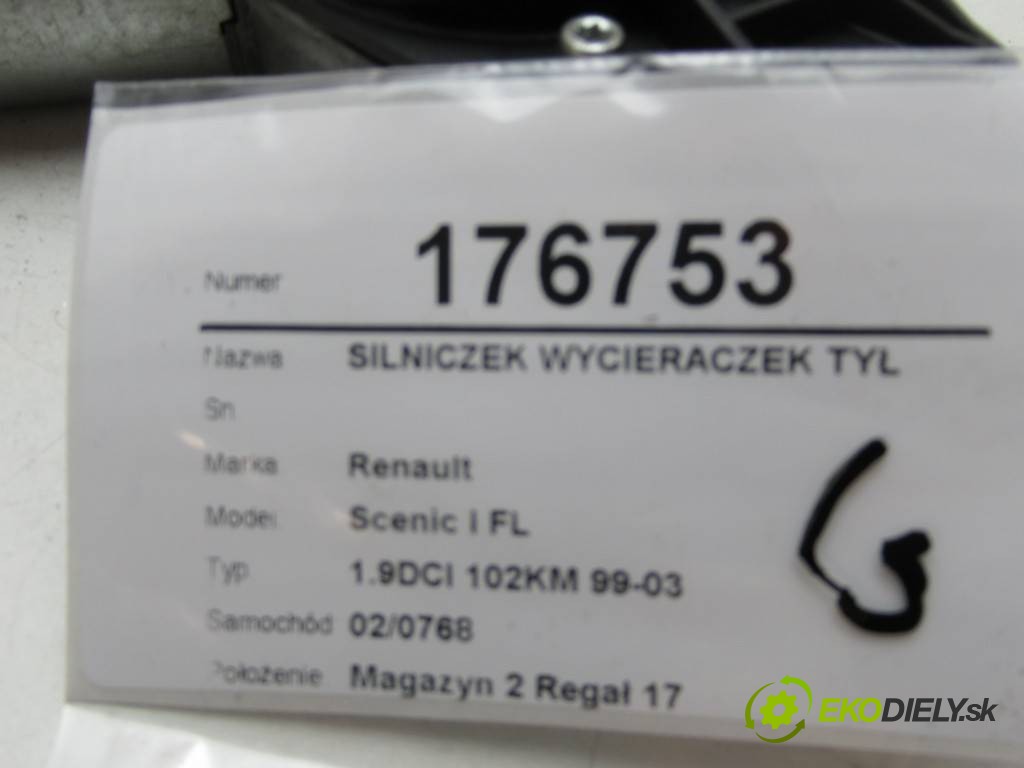 Numer 176753
Nazwa SILNICZEK WYCIERACZEK TYŁ
Sn
Marka Renault
Model Scenic I FL
Typ 1.9DCI 102KM 99-03
Samochód 02/0768
Położenie Magazyn 2 Regał 17
EKODIELY.sk